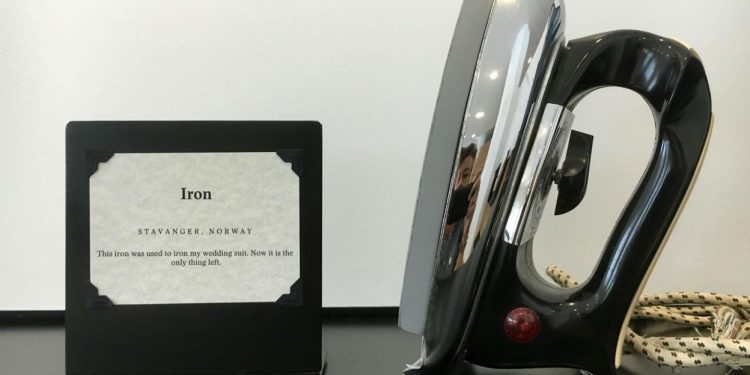 Iron
STAVANGER, NORWAY
This iron was used to iron my wedding suit. Now it is the
only thing left.